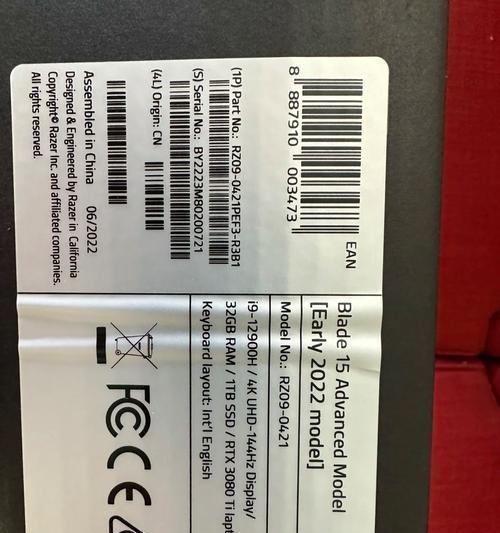 8 887910 003473
EAN
(1P) Part No.: RZ09-0421PEF3-R3B1
(S) Serial No.: BY2223M80200721
(4L) Origin: CN
Assembled in China 06/2022
Designed & Engineered by Razer in California
Copyright© Razer Inc. and affiliated companies.
All rights reserved.
Blade 15 Advanced Model
[Early 2022 model]
Model No.: RZ09-0421
i9-12900H / 4K UHD-144Hz Display/
32GB RAM / 1TB SSD / RTX 3080 Ti lapt
Keyboard layout: Int'l English
FC CE